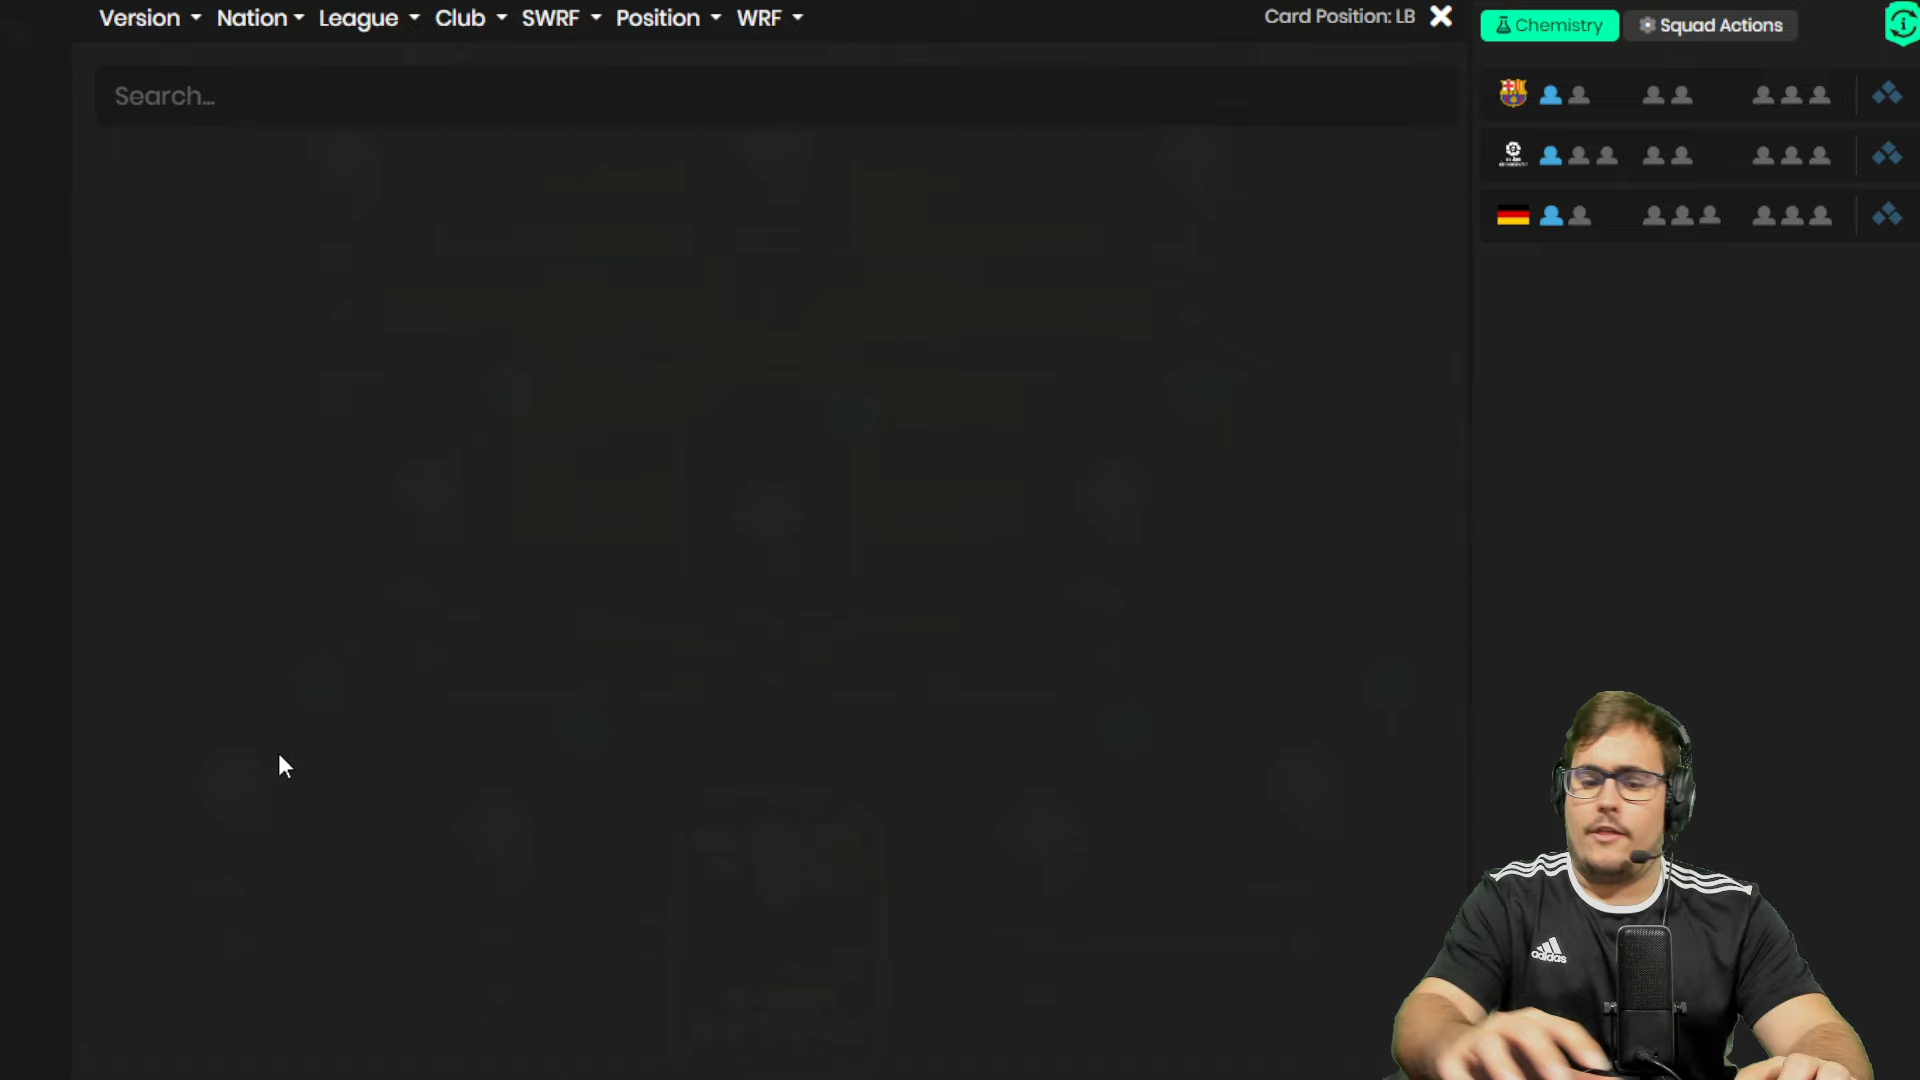 Version Nation League Club SWRF Position WRF Card Position: LB
Chemistry Squad Actions
Search...
adidas